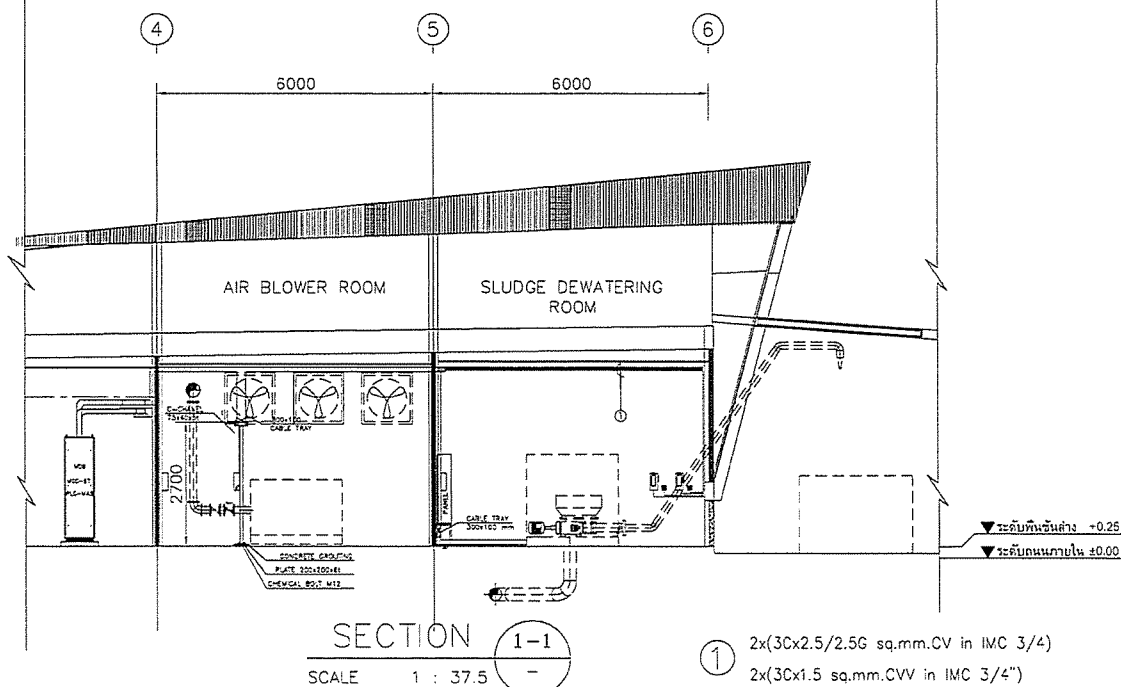 4
5
6
6000
6000
AIR BLOWER ROOM
SLUDGE DEWATERING
ROOM
CABLE TRAY
MDB
2700
PANEL
CABLE TRAY
300x100 mm
CONCRETE GROUTING
PLATE 200x200x6t
CHEMICAL BOLT M12
1
ระดับพื้นชั้นล่าง +0.25
ระดับถนนภายใน ±0.00
SECTION
1-1
-
SCALE 1 : 37.5
1
2x(3Cx2.5/2.5G sq.mm.CV in IMC 3/4)
2x(3Cx1.5 sq.mm.CVV in IMC 3/4")